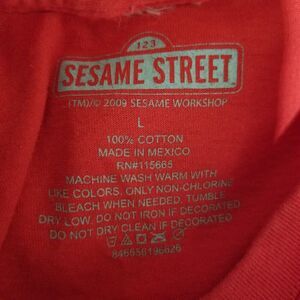 123
SESAME STREET
(TM)/© 2009 SESAME WORKSHOP
L
100% COTTON
MADE IN MEXICO
RN#115665
MACHINE WASH WARM WITH
LIKE COLORS, ONLY NON-CHLORINE
BLEACH WHEN NEEDED, TUMBLE
DRY LOW, DO NOT IRON IF DECORATED
DO NOT DRY CLEAN IF DECORATED
846556196626